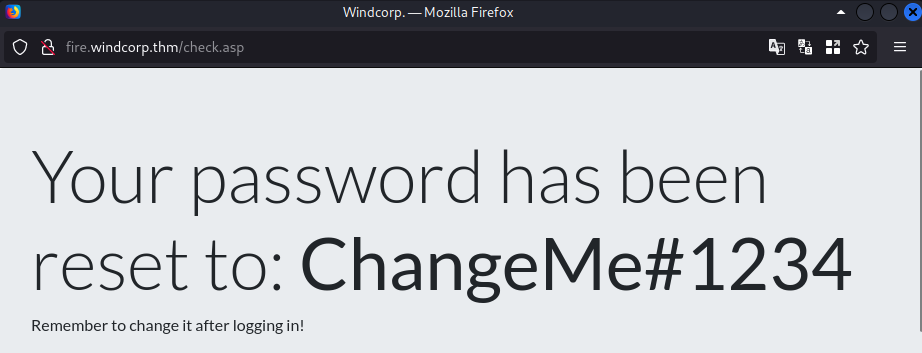 Windcorp. — Mozilla Firefox
fire.windcorp.thm/check.asp
Your password has been
reset to: ChangeMe#1234
Remember to change it after logging in!